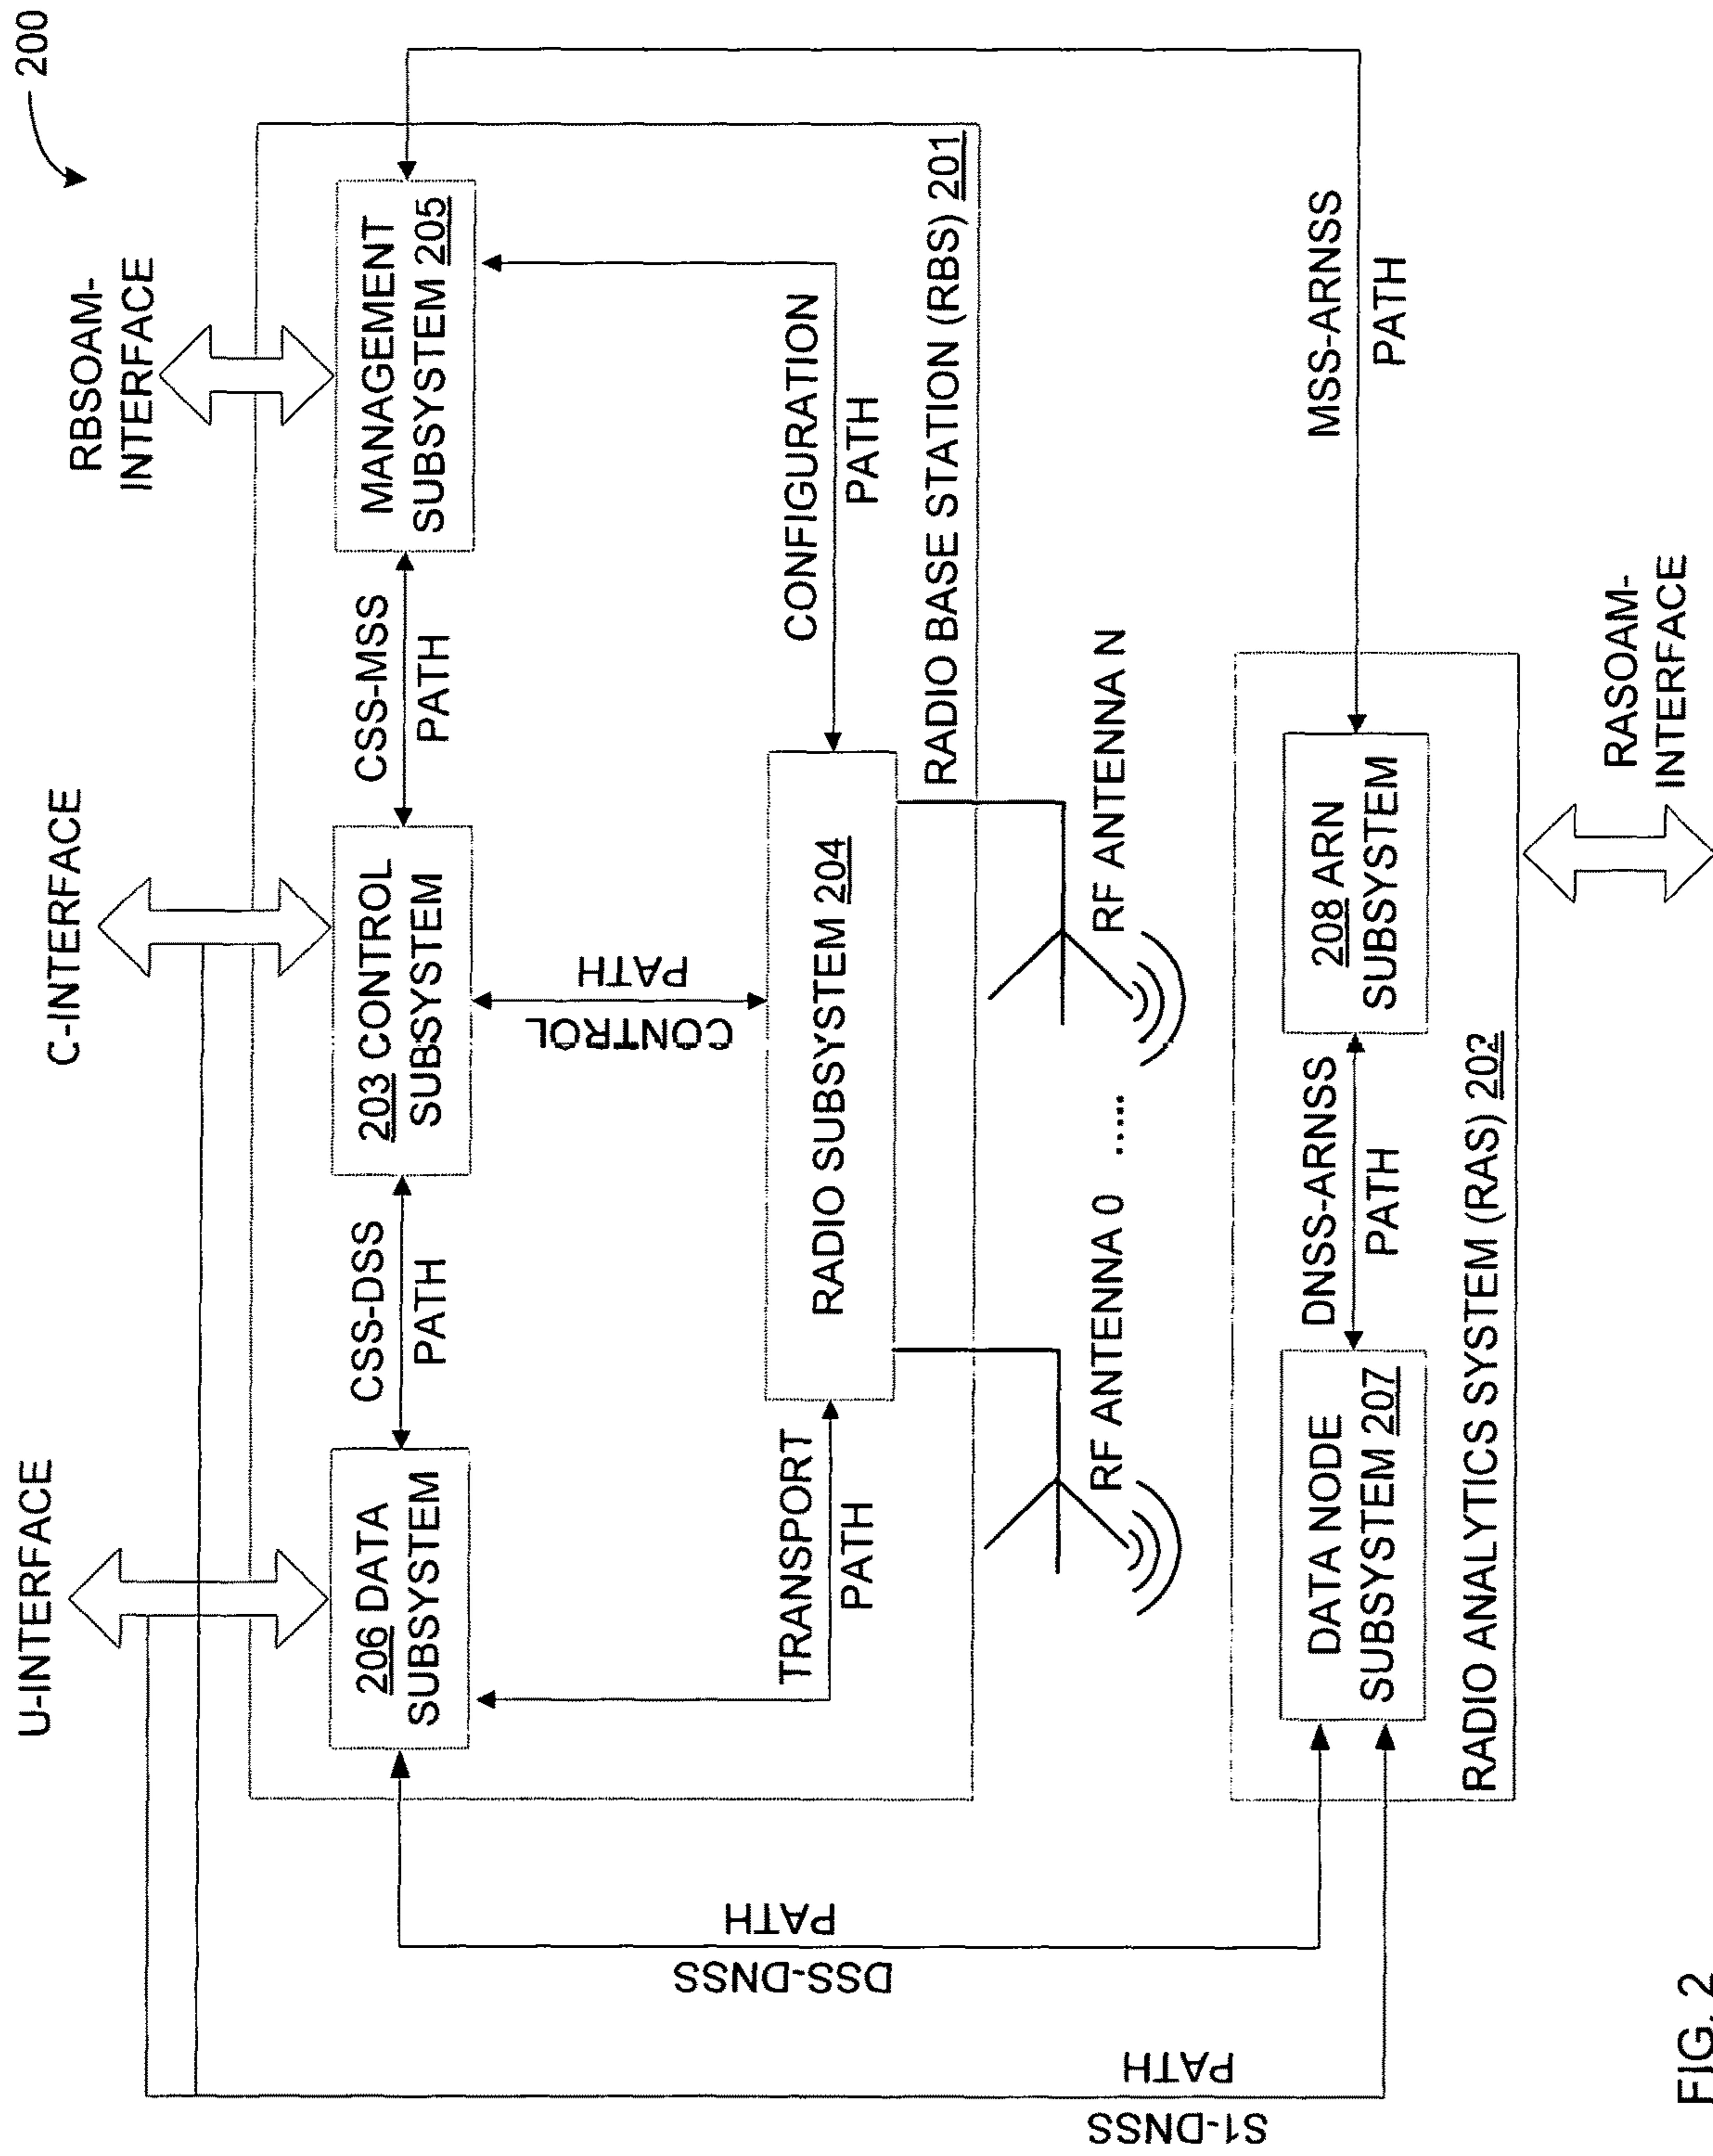 200
U-INTERFACE
C-INTERFACE
RBSOAM-
INTERFACE
206 DATA
SUBSYSTEM
CSS-DSS
PATH
203 CONTROL
SUBSYSTEM
CSS-MSS
PATH
MANAGEMENT
SUBSYSTEM 205
CONTROL
PATH
TRANSPORT
PATH
RADIO SUBSYSTEM 204
CONFIGURATION
PATH
RADIO BASE STATION (RBS) 201
RF ANTENNA 0
.....
RF ANTENNA N
DSS-DNSS
PATH
S1-DNSS
PATH
MSS-ARNSS
PATH
DATA NODE
SUBSYSTEM 207
DNSS-ARNSS
PATH
208 ARN
SUBSYSTEM
RADIO ANALYTICS SYSTEM (RAS) 202
RASOAM-
INTERFACE
FIG. 2